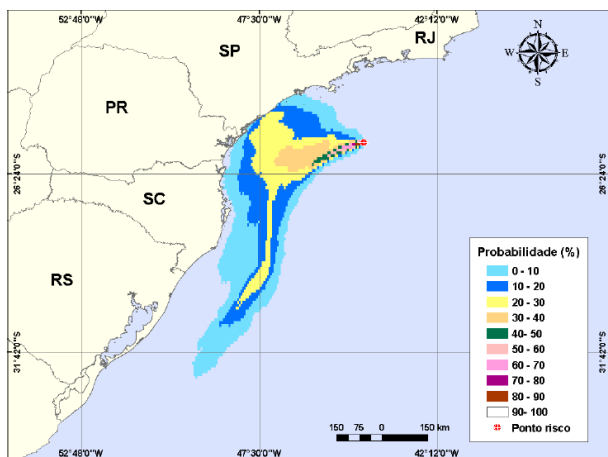 52°48'0"W 47°30'0"W 42°12'0"W
RJ
SP
N
W E
S
PR
26°24'0"S 26°24'0"S
SC
RS
Probabilidade (%)
0 - 10
10 - 20
20 - 30
30 - 40
40- 50
50 - 60
60 - 70
70 - 80
80 - 90
90- 100
Ponto risco
31°42'0"S 31°42'0"S
150 75 0 150 km
52°48'0"W 47°30'0"W 42°12'0"W